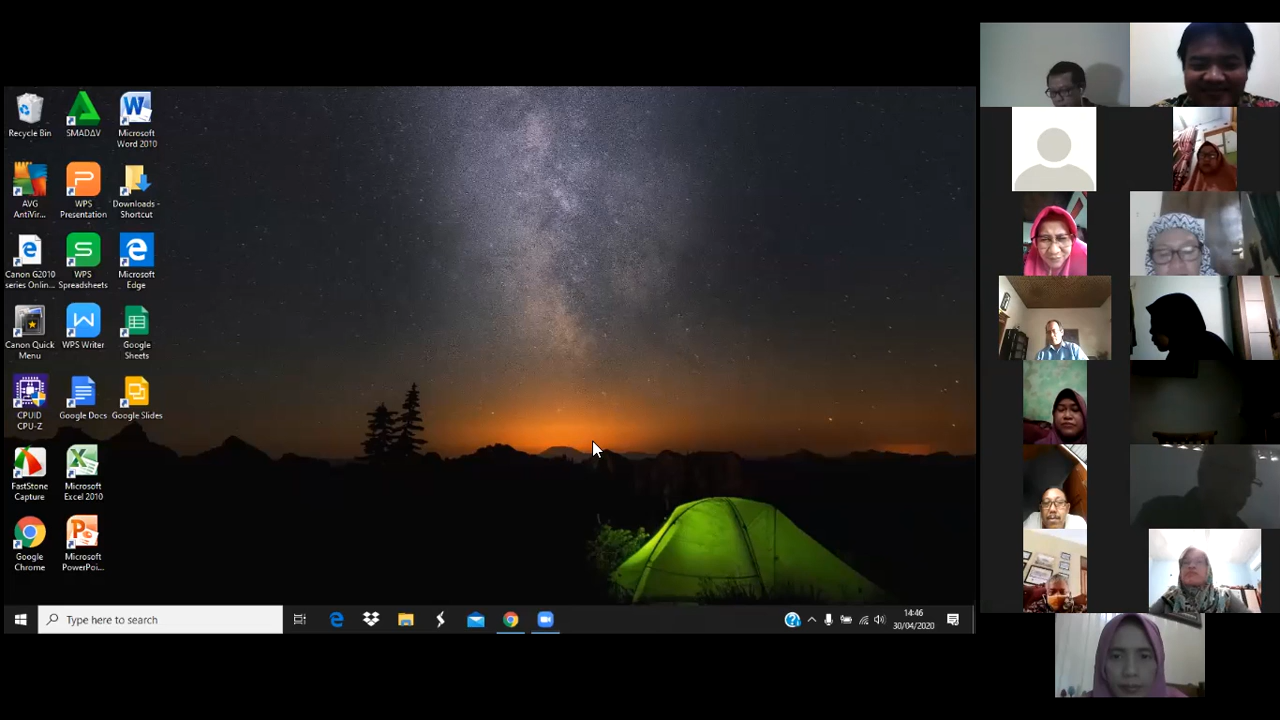 Recycle Bin
SMADΔV
Microsoft
Word 2010
AVG
AntiVir...
WPS
Presentation
Downloads -
Shortcut
Canon G2010
series Onlin...
WPS
Spreadsheets
Microsoft
Edge
Canon Quick
Menu
WPS Writer
Google
Sheets
CPUID
CPU-Z
Google Docs
Google Slides
FastStone
Capture
Microsoft
Excel 2010
Google
Chrome
Microsoft
PowerPoi...
Type here to search
14:46
30/04/2020